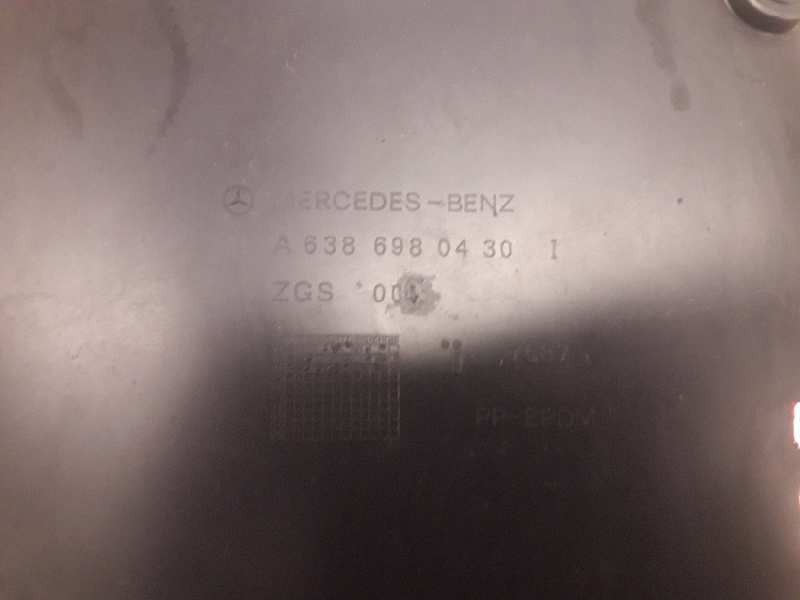 MERCEDES-BENZ
A 638 698 04 30 I
ZGS
PP-EPDM